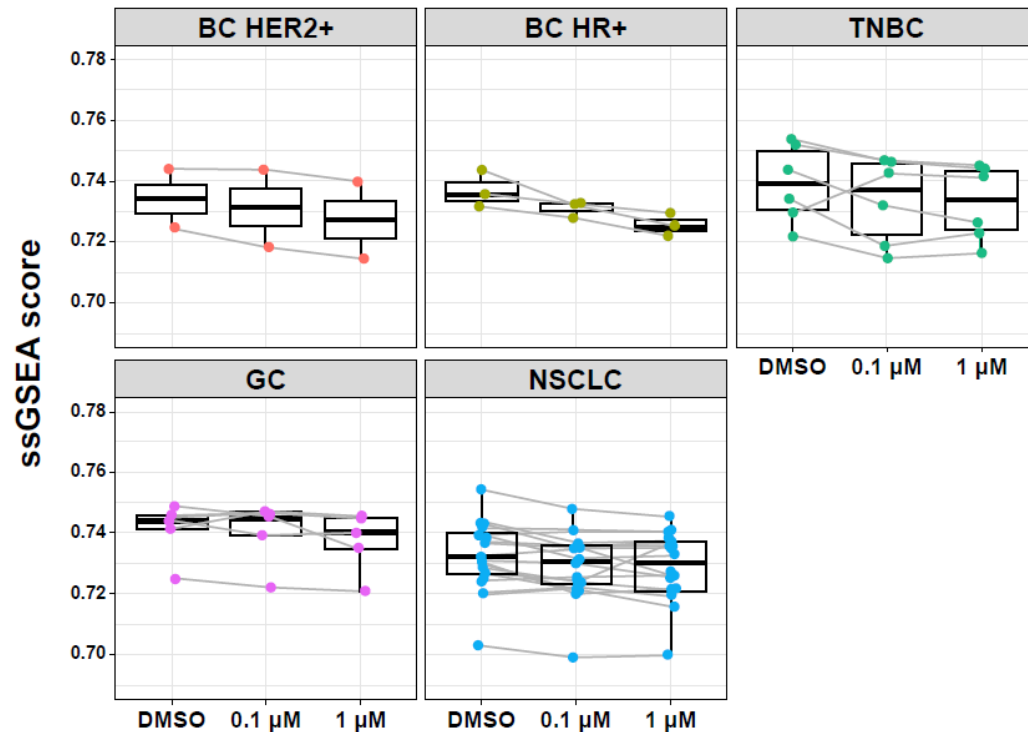 BC HER2+ BC HR+ TNBC
0.78
0.76
0.74
0.72
0.70
DMSO 0.1 µM 1 µM
ssGSEA score
GC NSCLC
0.78
0.76
0.74
0.72
0.70
DMSO 0.1 µM 1 µM DMSO 0.1 µM 1 µM